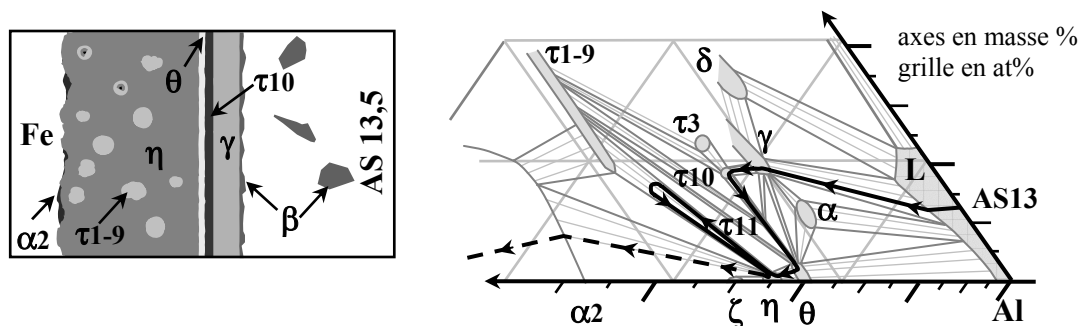 Fe
α2
η
τ1-9
θ
τ10
γ
β
AS 13,5
axes en masse %
grille en at%
τ1-9
δ
τ3
γ
τ10
L
AS13
α
τ11
α2
ζ
η
θ
Al